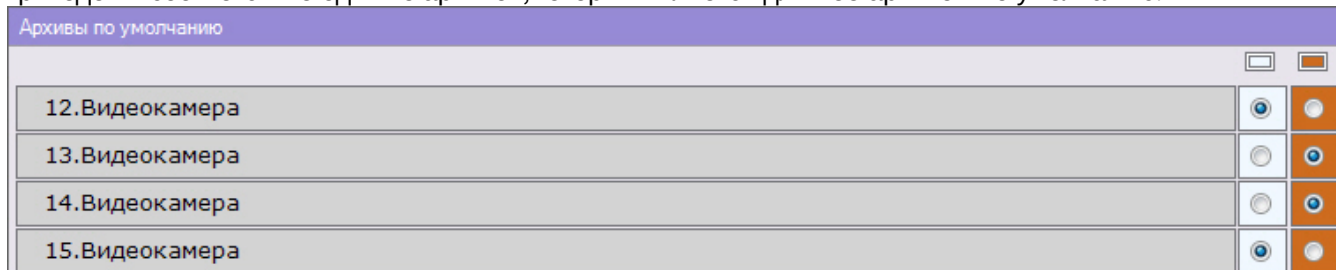 Архивы по умолчанию
12.Видеокамера
13.Видеокамера
14.Видеокамера
15.Видеокамера